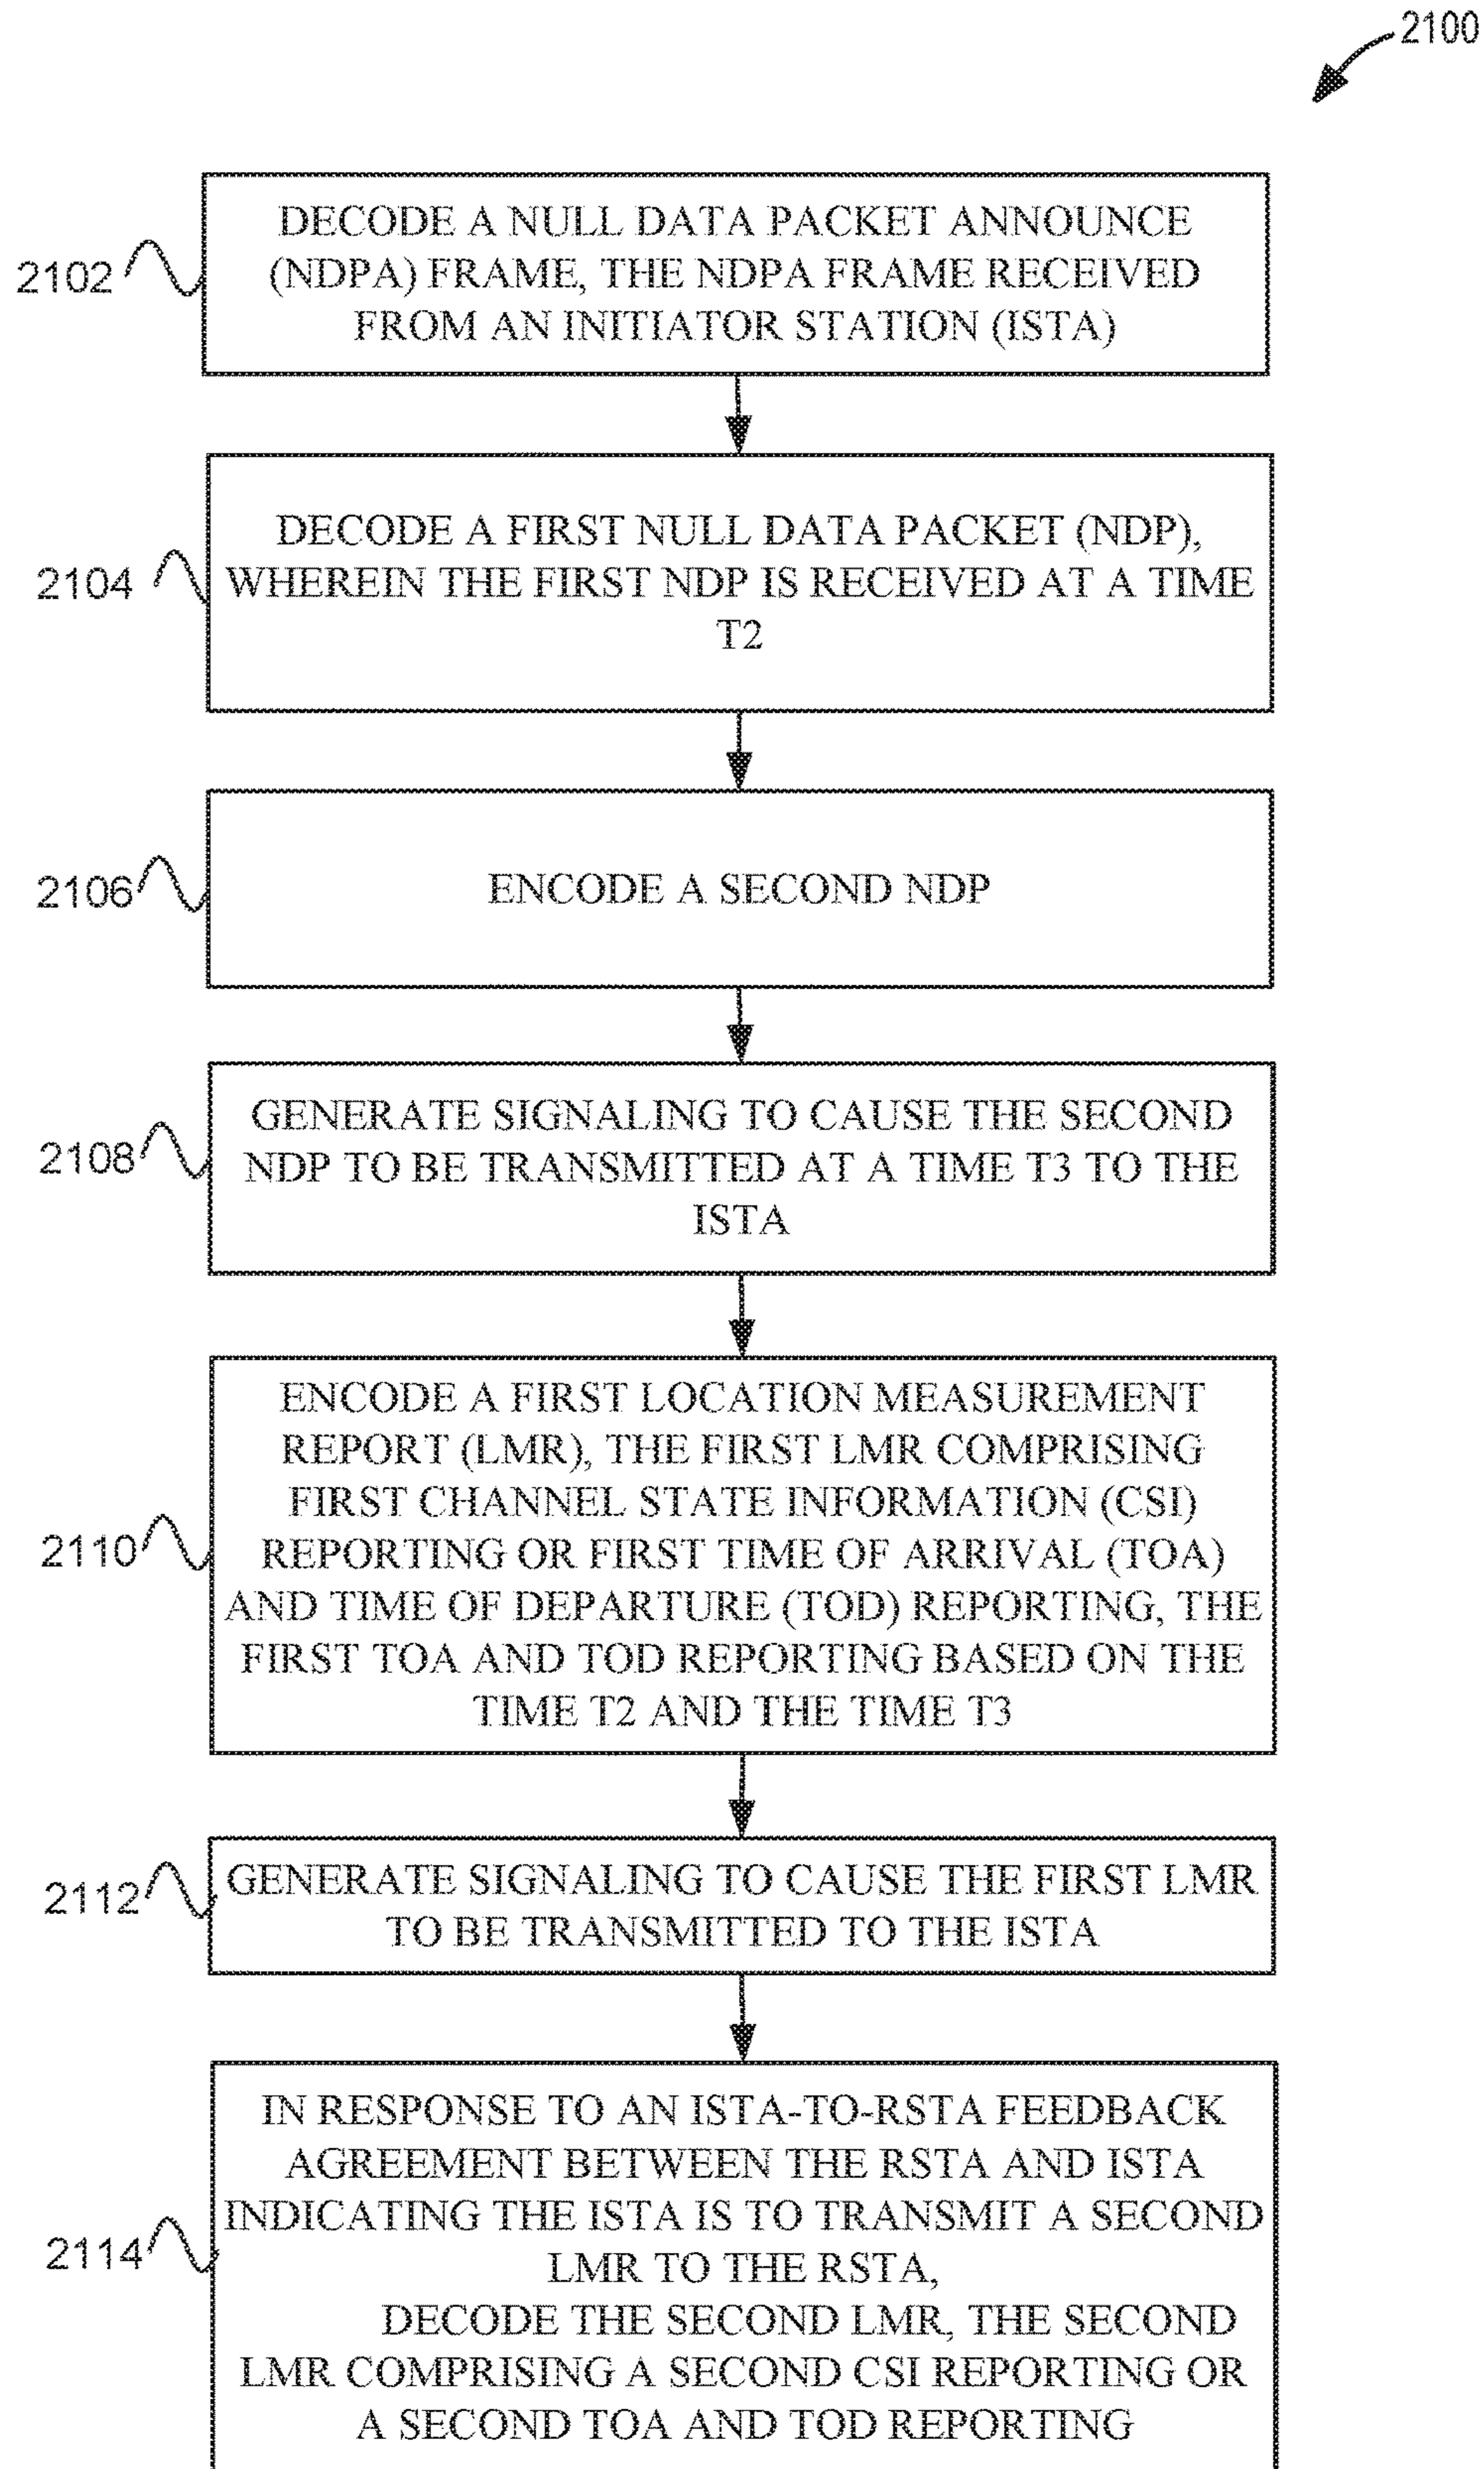 2100
DECODE A NULL DATA PACKET ANNOUNCE
(NDPA) FRAME, THE NDPA FRAME RECEIVED
FROM AN INITIATOR STATION (ISTA)
2102
DECODE A FIRST NULL DATA PACKET (NDP),
WHEREIN THE FIRST NDP IS RECEIVED AT A TIME
T2
2104
ENCODE A SECOND NDP
2106
GENERATE SIGNALING TO CAUSE THE SECOND
NDP TO BE TRANSMITTED AT A TIME T3 TO THE
ISTA
2108
ENCODE A FIRST LOCATION MEASUREMENT
REPORT (LMR), THE FIRST LMR COMPRISING
FIRST CHANNEL STATE INFORMATION (CSI)
REPORTING OR FIRST TIME OF ARRIVAL (TOA)
AND TIME OF DEPARTURE (TOD) REPORTING, THE
FIRST TOA AND TOD REPORTING BASED ON THE
TIME T2 AND THE TIME T3
2110
GENERATE SIGNALING TO CAUSE THE FIRST LMR
TO BE TRANSMITTED TO THE ISTA
2112
IN RESPONSE TO AN ISTA-TO-RSTA FEEDBACK
AGREEMENT BETWEEN THE RSTA AND ISTA
INDICATING THE ISTA IS TO TRANSMIT A SECOND
LMR TO THE RSTA,
DECODE THE SECOND LMR, THE SECOND
LMR COMPRISING A SECOND CSI REPORTING OR
A SECOND TOA AND TOD REPORTING
2114